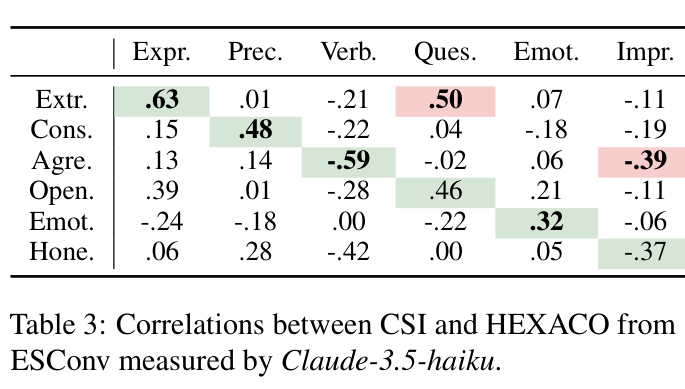 Expr. Prec. Verb. Ques. Emot. Impr.
Extr. .63 .01 -.21 .50 .07 -.11
Cons. .15 .48 -.22 .04 -.18 -.19
Agre. .13 .14 -.59 -.02 .06 -.39
Open. .39 .01 -.28 .46 .21 -.11
Emot. -.24 -.18 .00 -.22 .32 -.06
Hone. .06 .28 -.42 .00 .05 -.37
Table 3: Correlations between CSI and HEXACO from
ESConv measured by Claude-3.5-haiku.